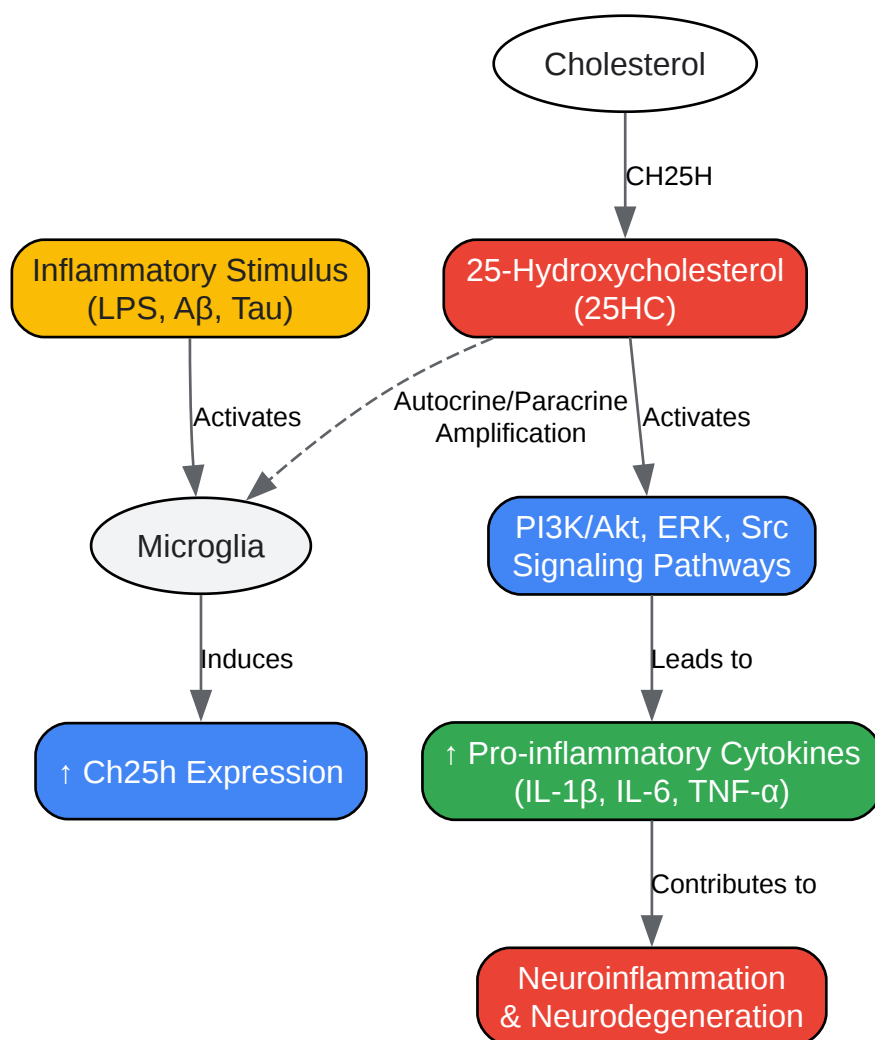 Cholesterol
CH25H
Inflammatory Stimulus
(LPS, Aβ, Tau)
25-Hydroxycholesterol
(25HC)
Activates
Autocrine/Paracrine
Amplification
Activates
Microglia
PI3K/Akt, ERK, Src
Signaling Pathways
Induces
Leads to
↑ Ch25h Expression
↑ Pro-inflammatory Cytokines
(IL-1β, IL-6, TNF-α)
Contributes to
Neuroinflammation
& Neurodegeneration